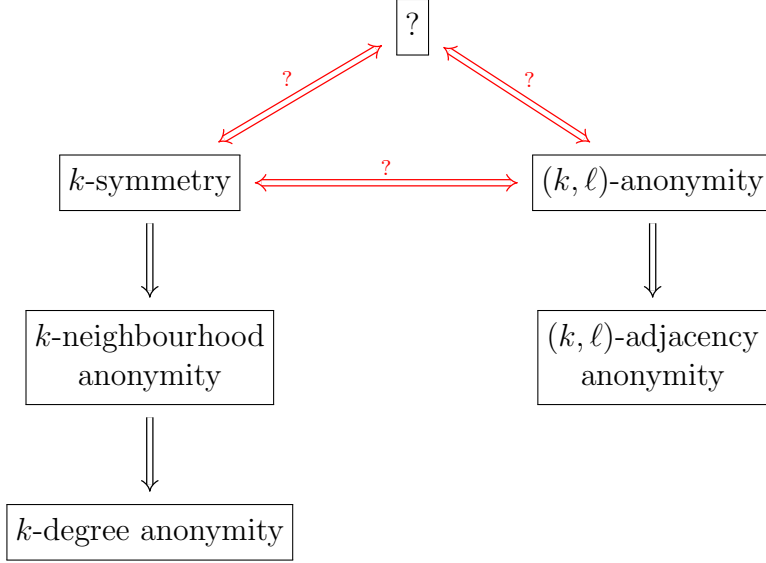 ?
?
?
k-symmetry
?
(k, ℓ)-anonymity
k-neighbourhood
anonymity
(k, ℓ)-adjacency
anonymity
k-degree anonymity